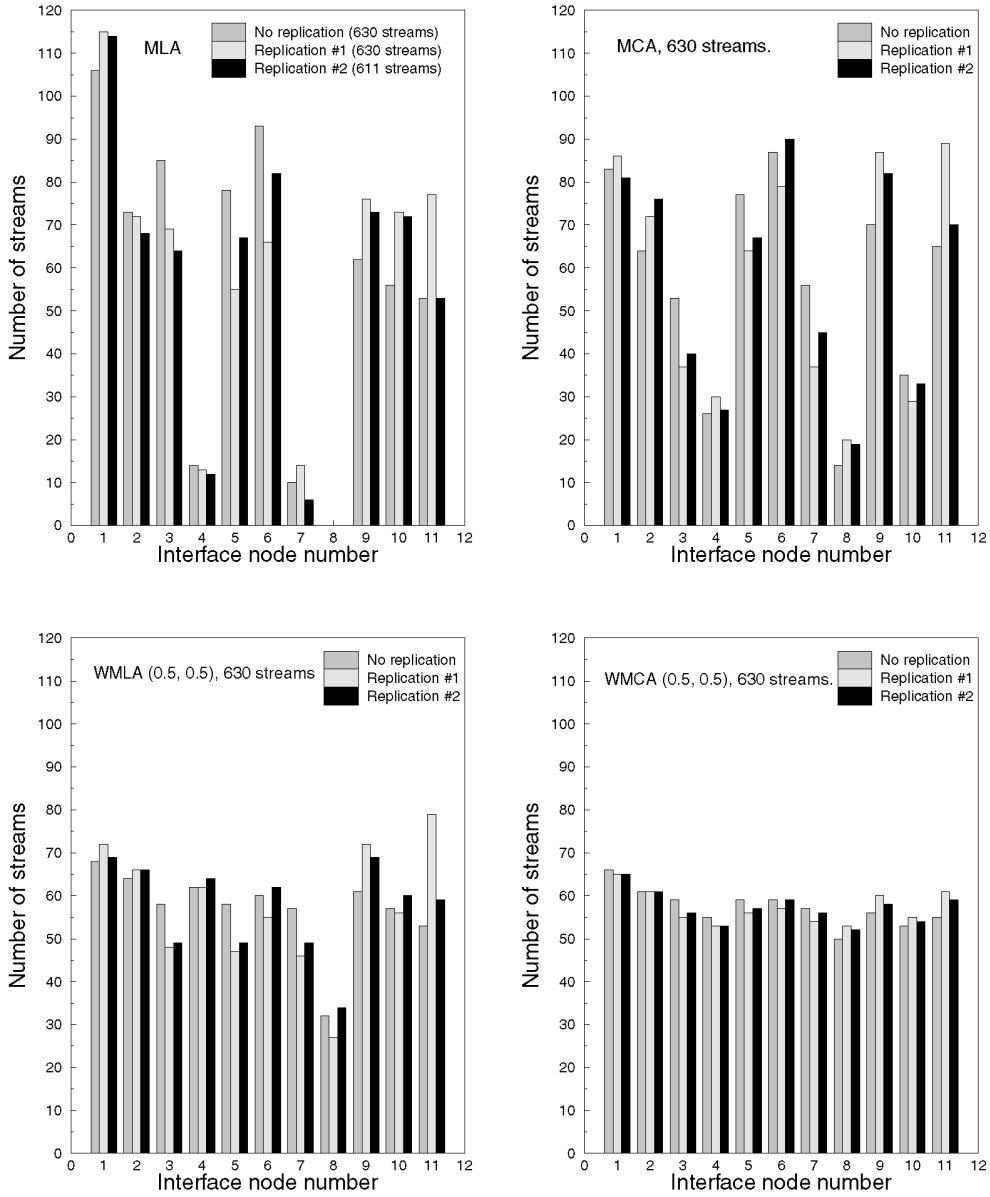 120
110
100
90
80
70
60
50
40
30
20
10
0
Number of streams
MLA
No replication (630 streams)
Replication #1 (630 streams)
Replication #2 (611 streams)
0 1 2 3 4 5 6 7 8 9 10 11 12
Interface node number
120
110
100
90
80
70
60
50
40
30
20
10
0
Number of streams
MCA, 630 streams.
No replication
Replication #1
Replication #2
0 1 2 3 4 5 6 7 8 9 10 11 12
Interface node number
120
110
100
90
80
70
60
50
40
30
20
10
0
Number of streams
WMLA (0.5, 0.5), 630 streams
No replication
Replication #1
Replication #2
0 1 2 3 4 5 6 7 8 9 10 11 12
Interface node number
120
110
100
90
80
70
60
50
40
30
20
10
0
Number of streams
WMCA (0.5, 0.5), 630 streams.
No replication
Replication #1
Replication #2
0 1 2 3 4 5 6 7 8 9 10 11 12
Interface node number